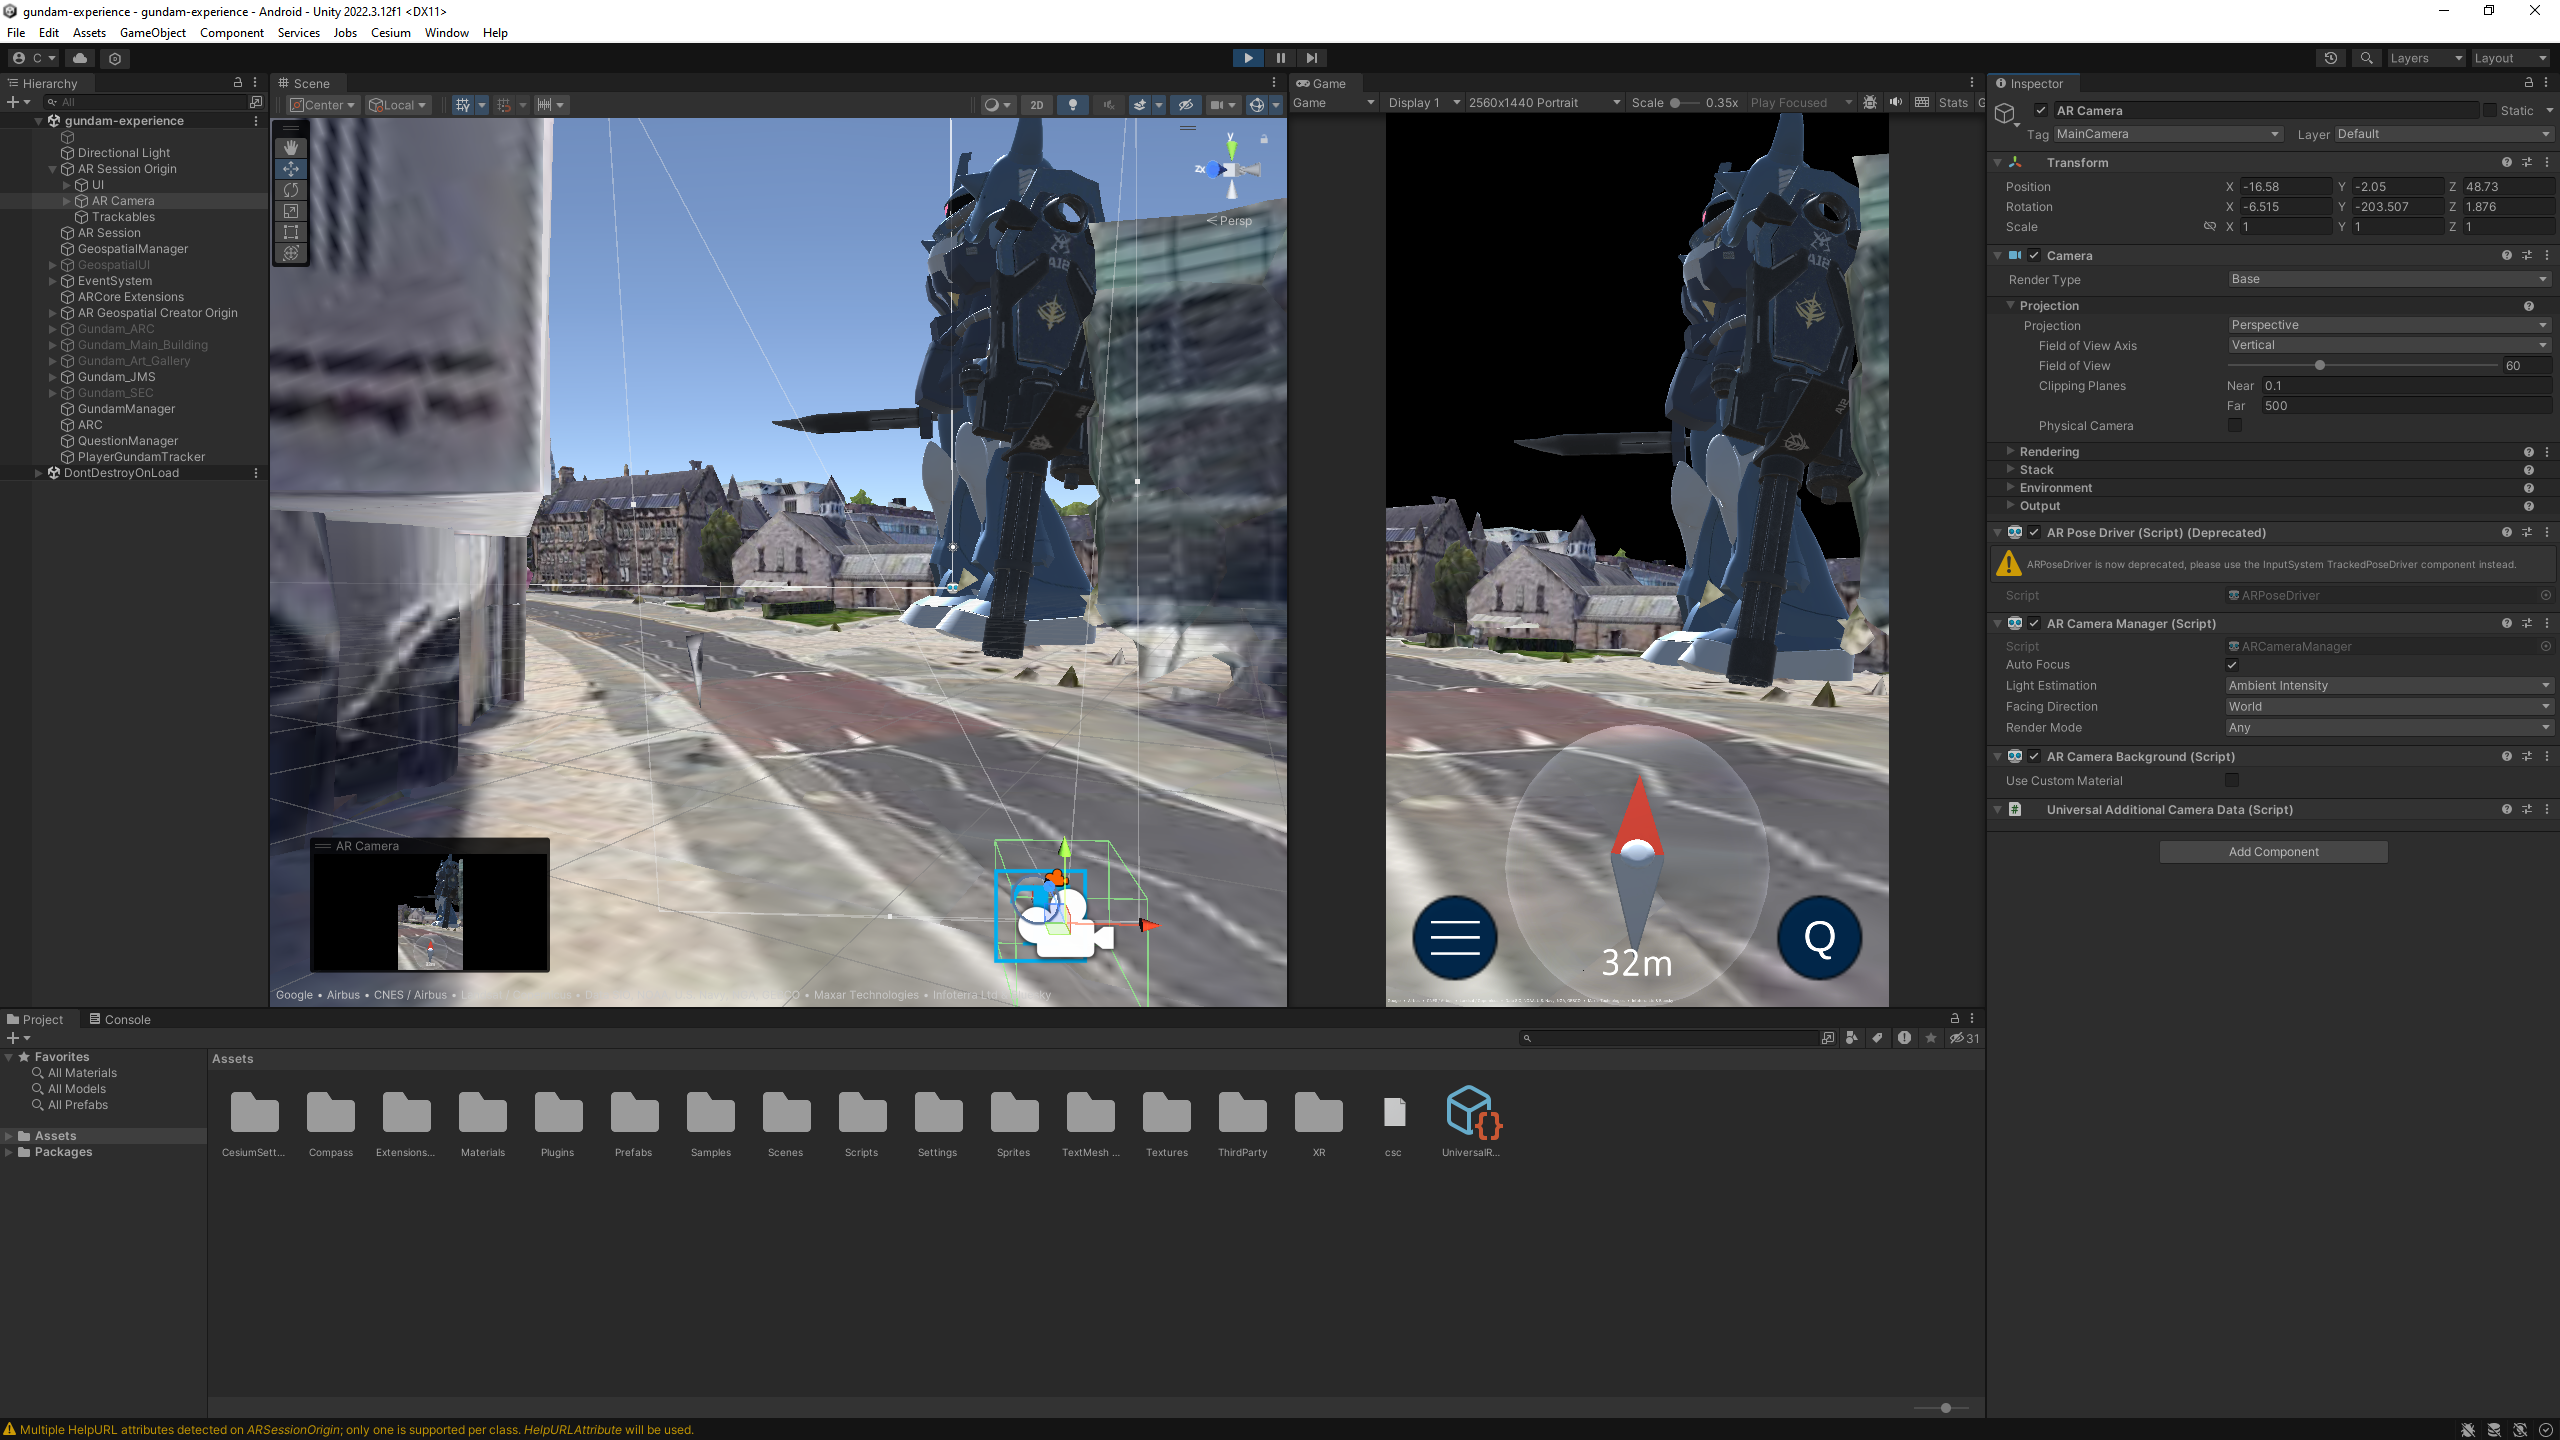 gundam-experience - gundam-experience - Android - Unity 2022.3.12f1 <DX11>
File Edit Assets GameObject Component Services Jobs Cesium Window Help
C
Layers
Layout
Hierarchy
All
gundam-experience
Directional Light
AR Session Origin
UI
AR Camera
Trackables
AR Session
GeospatialManager
GeospatialUI
EventSystem
ARCore Extensions
AR Geospatial Creator Origin
Gundam_ARC
Gundam_Main_Building
Gundam_Art_Gallery
Gundam_JMS
Gundam_SEC
GundamManager
ARC
QuestionManager
PlayerGundamTracker
DontDestroyOnLoad
Scene
Center Local 2D
y
zx
Persp
A12
AR Camera
Google • Airbus • CNES / Airbus •
• Maxar Technologies • Infoterra Ltd &
Game
Game Display 1 2560x1440 Portrait Scale 0.35x Play Focused Stats G
A12
32m
Q
Inspector
AR Camera Static
Tag MainCamera Layer Default
Transform
Position X -16.58 Y -2.05 Z 48.73
Rotation X -6.515 Y -203.507 Z 1.876
Scale X 1 Y 1 Z 1
Camera
Render Type Base
Projection
Projection Perspective
Field of View Axis Vertical
Field of View 60
Clipping Planes Near 0.1
Far 500
Physical Camera
Rendering
Stack
Environment
Output
AR Pose Driver (Script) (Deprecated)
ARPoseDriver is now deprecated, please use the InputSystem TrackedPoseDriver component instead.
Script ARPoseDriver
AR Camera Manager (Script)
Script ARCameraManager
Auto Focus
Light Estimation Ambient Intensity
Facing Direction World
Render Mode Any
AR Camera Background (Script)
Use Custom Material
Universal Additional Camera Data (Script)
Add Component
Project Console
31
Favorites
All Materials
All Models
All Prefabs
Assets
Packages
Assets
CesiumSett... Compass Extensions... Materials Plugins Prefabs Samples Scenes Scripts Settings Sprites TextMesh ... Textures ThirdParty XR csc UniversalR...
Multiple HelpURL attributes detected on ARSessionOrigin; only one is supported per class. HelpURLAttribute will be used.